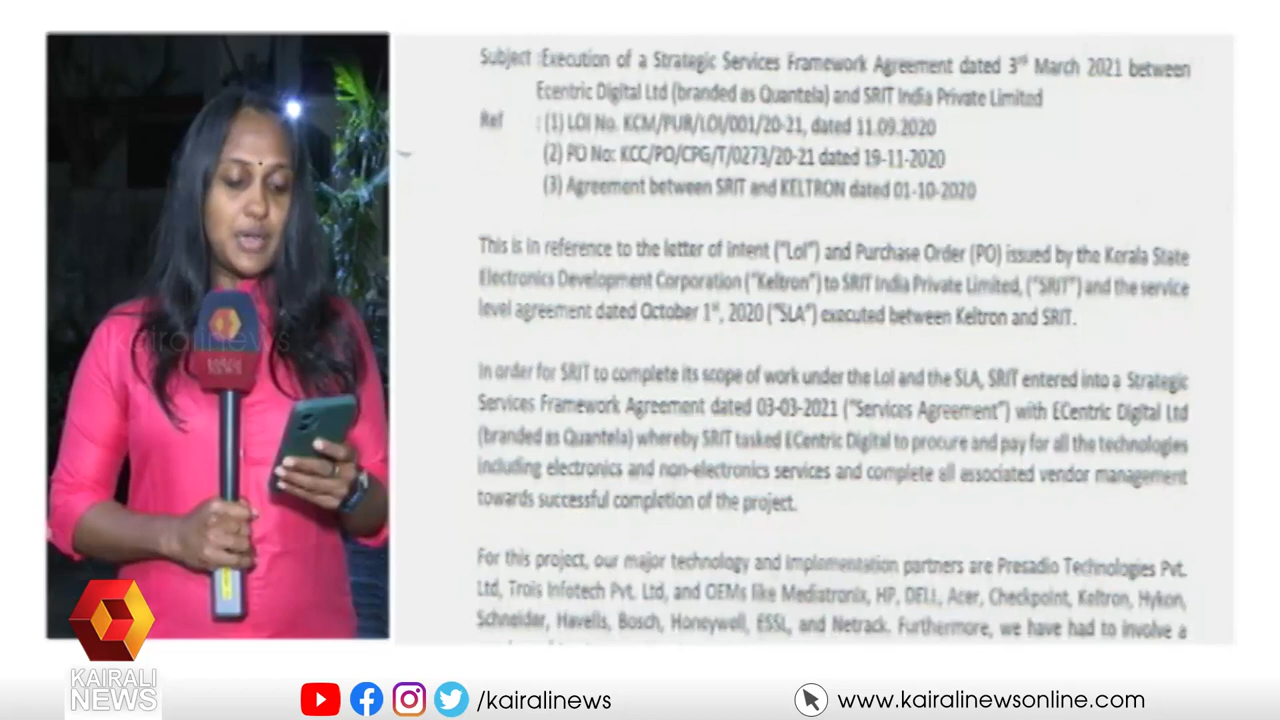 Subject :Execution of a Strategic Services Framework Agreement dated 3rd March 2021 between
Ecentric Digital Ltd (branded as Quantela) and SRIT India Private Limited
Ref : (1) LOI No. KCM/PUR/LOI/001/20-21, dated 11.09.2020
(2) PO No: KCC/PO/CPG/T/0273/20-21 dated 19-11-2020
(3) Agreement between SRIT and KELTRON dated 01-10-2020
This is in reference to the letter of intent ("LoI") and Purchase Order (PO) issued by the Kerala State
Electronics Development Corporation ("Keltron") to SRIT India Private Limited, ("SRIT") and the service
level agreement dated October 1st, 2020 ("SLA") executed between Keltron and SRIT.
In order for SRIT to complete its scope of work under the LoI and the SLA, SRIT entered into a Strategic
Services Framework Agreement dated 03-03-2021 ("Services Agreement") with ECentric Digital Ltd
(branded as Quantela) whereby SRIT tasked ECentric Digital to procure and pay for all the technologies
including electronics and non-electronics services and complete all associated vendor management
towards successful completion of the project.
For this project, our major technology and implementation partners are Presadio Technologies Pvt.
Ltd, Trois Infotech Pvt. Ltd, and OEMs like Mediatronix, HP, DELL, Acer, Checkpoint, Keltron, Hykon,
Schneider, Havells, Bosch, Honeywell, ESSL, and Netrack. Furthermore, we have had to involve a
kairalinews
KAIRALI
NEWS
/kairalinews
www.kairalinewsonline.com